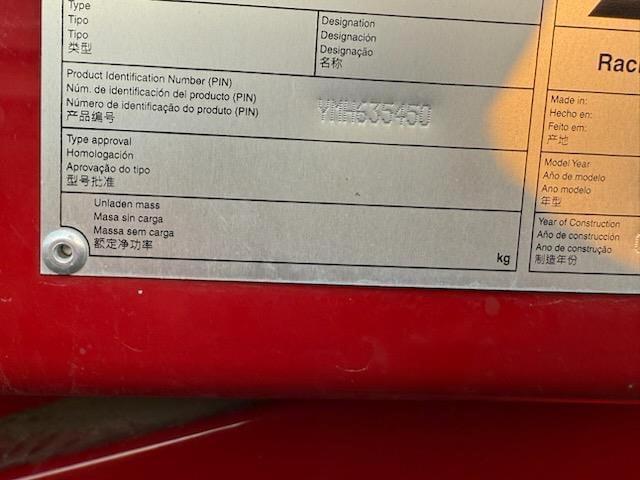 Type
Tipo
Tipo
类型
Designation
Designación
Designação
名称
Product Identification Number (PIN)
Núm. de identificación del producto (PIN)
Número de identificação do produto (PIN)
产品编号
YMH635450
Type approval
Homologación
Aprovação do tipo
型号批准
Unladen mass
Masa sin carga
Massa sem carga
额定净功率
kg
Made in:
Hecho en:
Feito em:
产地
Model Year
Año de modelo
Ano modelo
年型
Year of Construction
Año de construcción
Ano de construção
制造年份